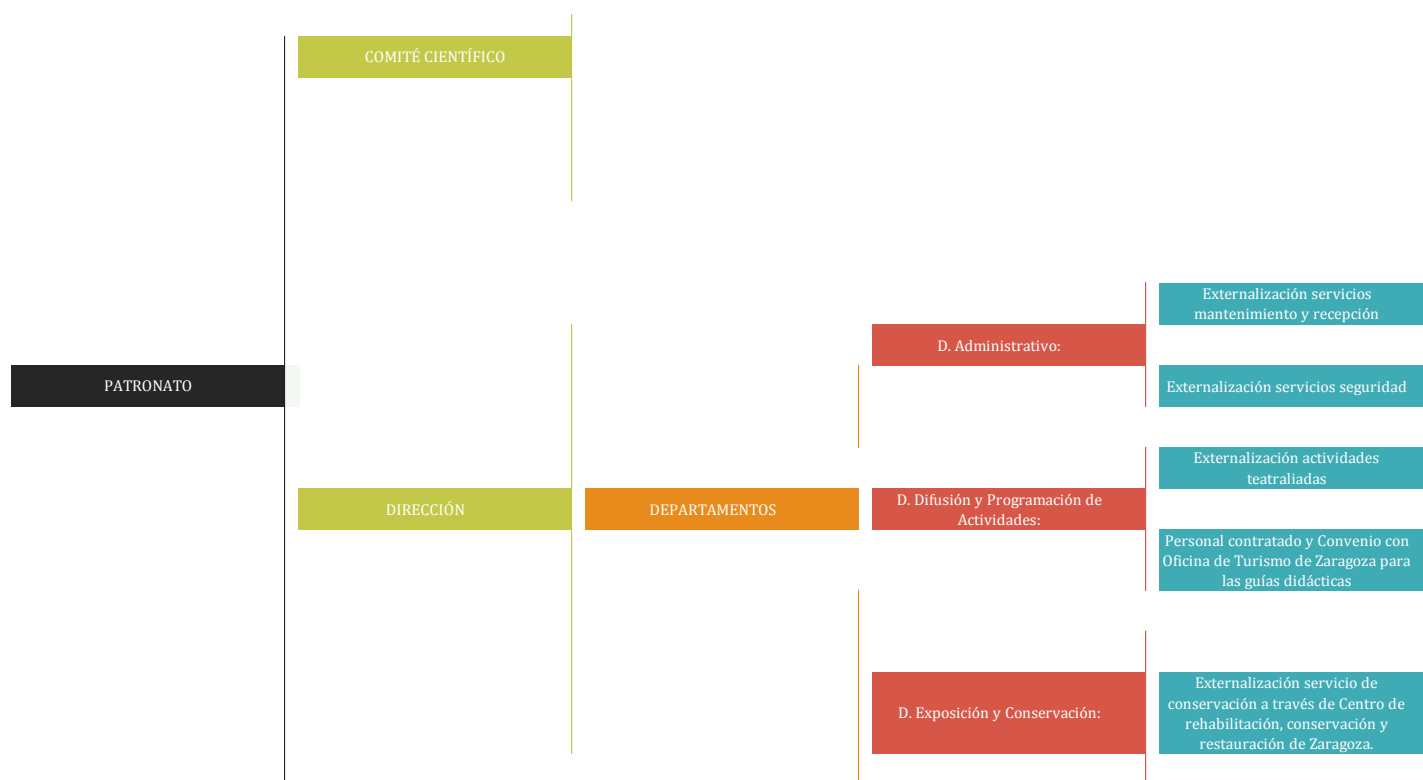 COMITÉ CIENTÍFICO
Externalización servicios
mantenimiento y recepción
D. Administrativo:
PATRONATO
Externalización servicios seguridad
Externalización actividades
teatraliadas
DIRECCIÓN
DEPARTAMENTOS
D. Difusión y Programación de
Actividades:
Personal contratado y Convenio con
Oficina de Turismo de Zaragoza para
las guías didácticas
D. Exposición y Conservación:
Externalización servicio de
conservación a través de Centro de
rehabilitación, conservación y
restauración de Zaragoza.